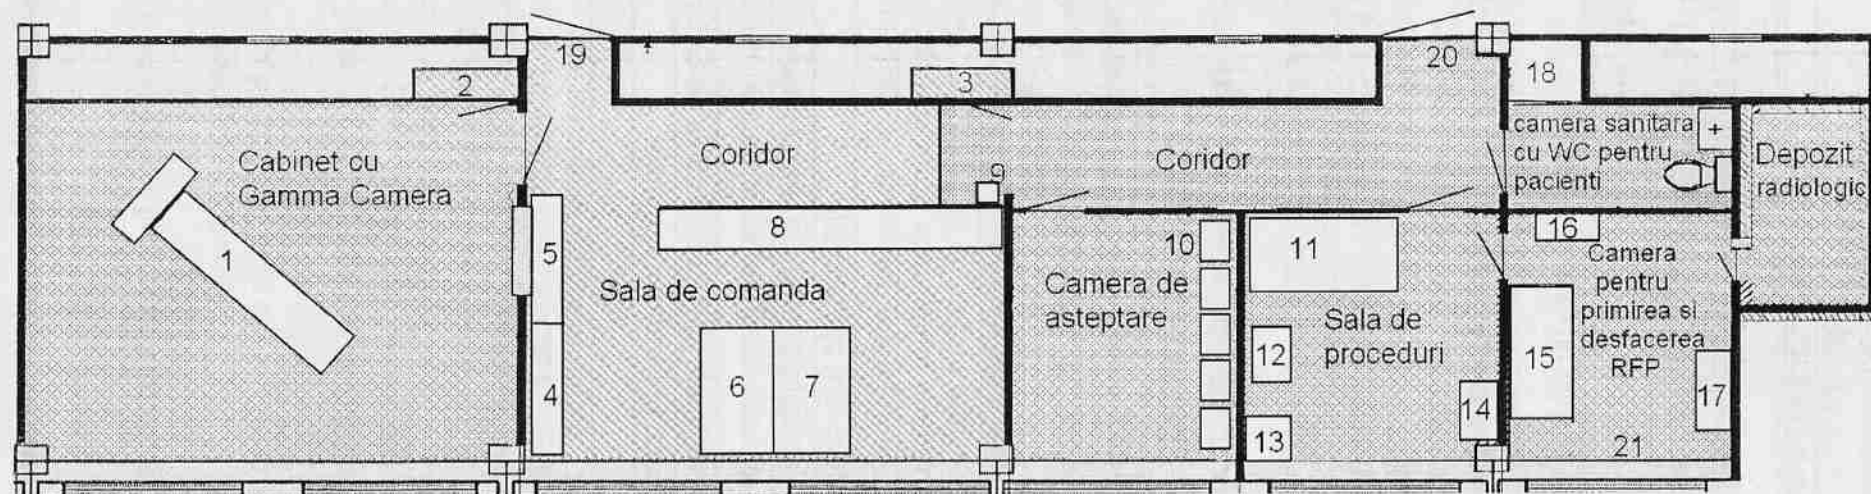 19
20
2
3
18
Cabinet cu
Gamma Camera
Coridor
Coridor
camera sanitara
cu WC pentru
pacienti
+
Depozit
radiologic
9
1
5
8
10
11
16
Sala de comanda
Camera de
asteptare
Sala de
proceduri
Camera
pentru
primirea si
desfacerea
RFP
4
6
7
12
13
14
15
17
21